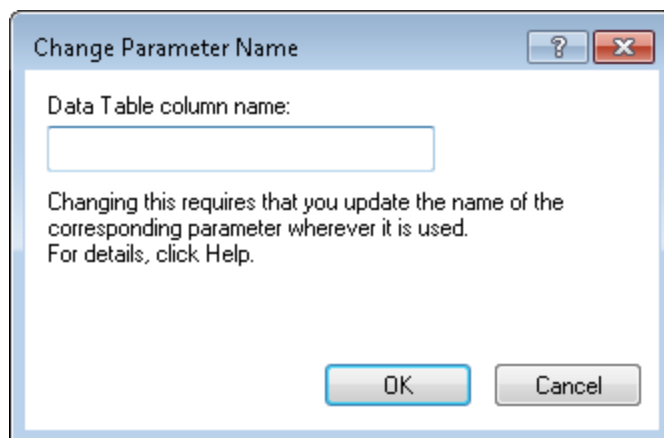 Change Parameter Name
?
Data Table column name:
Changing this requires that you update the name of the
corresponding parameter wherever it is used.
For details, click Help.
OK
Cancel